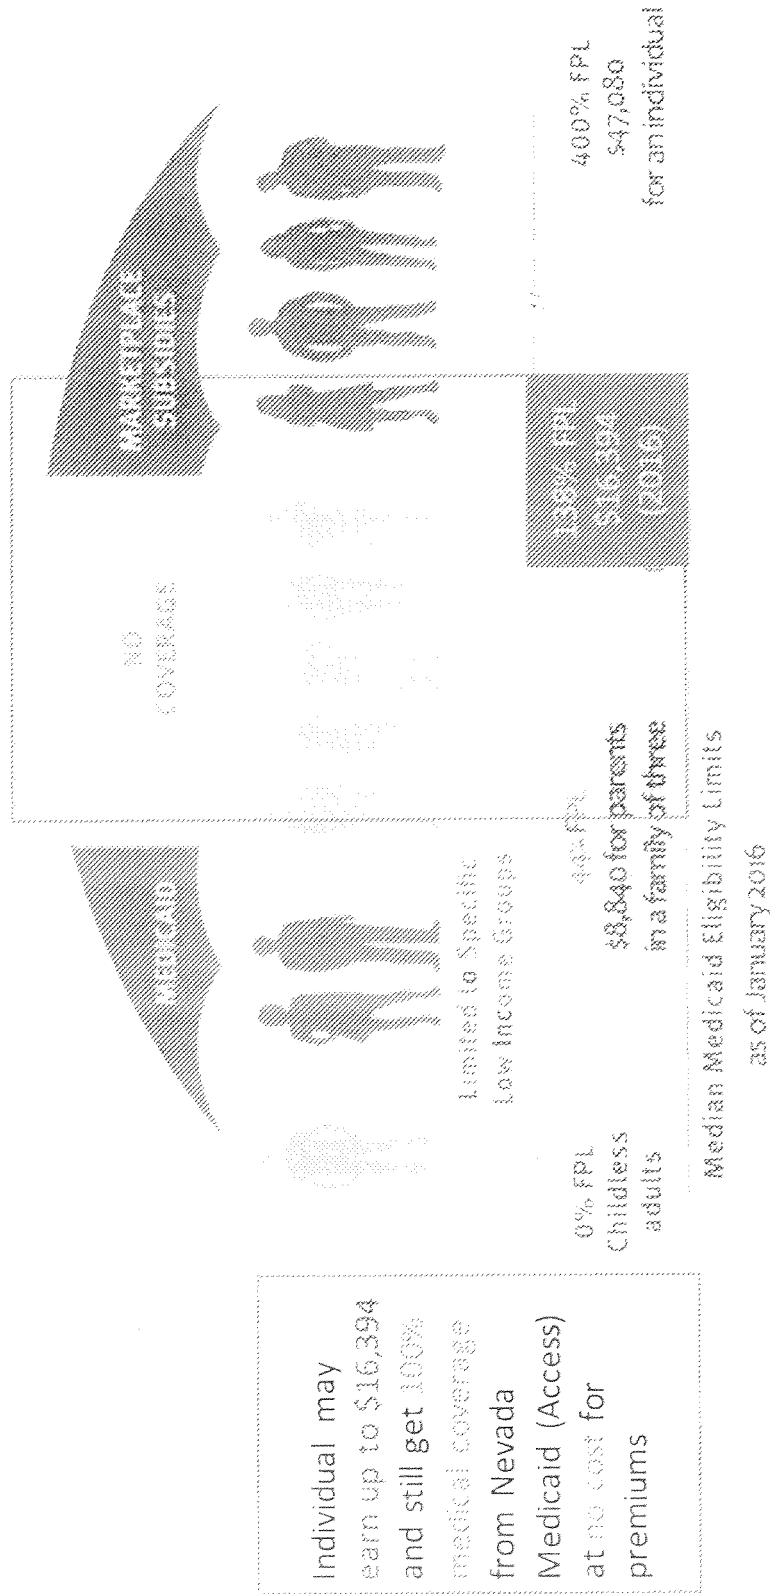 Individual may
earn up to $16,394
and still get 100%
medical coverage
from Nevada
Medicaid (Access)
at no cost for
premiums
MEDICAID
NO
COVERAGE
MARKETPLACE
SUBSIDIES
Limited to Specific
Low Income Groups
0% FPL
Childless
adults
44% FPL
$8,840 for parents
in a family of three
138% FPL
$16,394
(2016)
400% FPL
$47,080
for an individual
Median Medicaid Eligibility Limits
as of January 2016